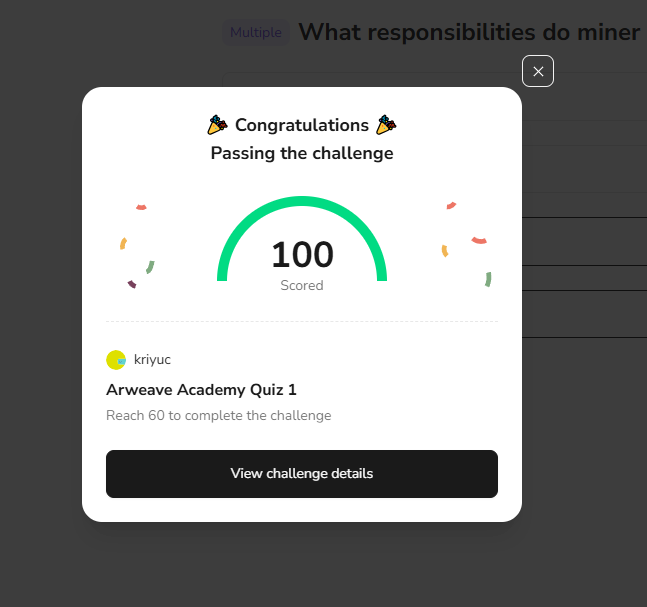 Multiple What responsibilities do miner
Congratulations
Passing the challenge
100
Scored
kriyuc
Arweave Academy Quiz 1
Reach 60 to complete the challenge
View challenge details